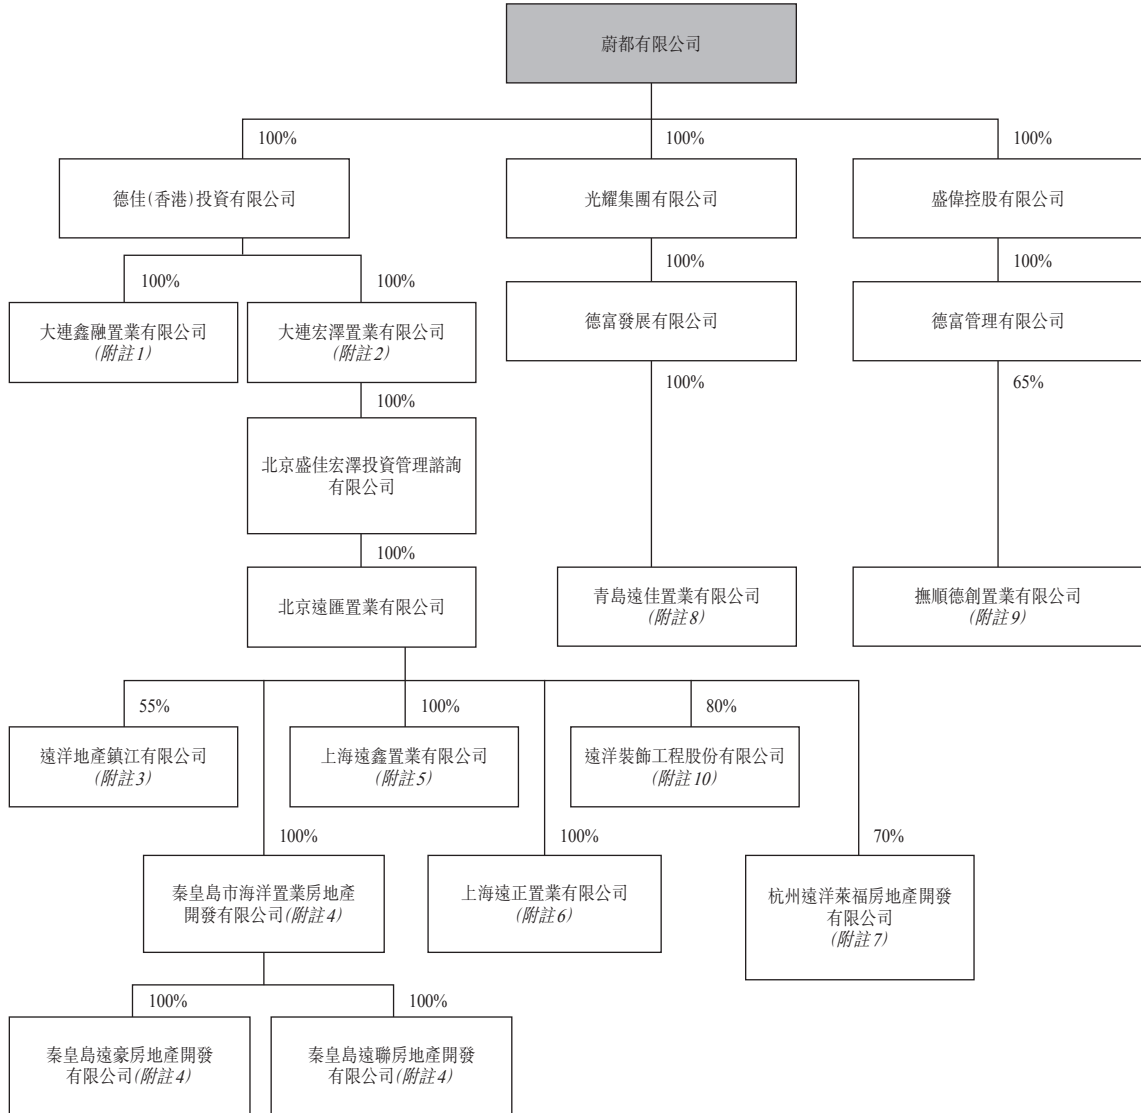 蔚都有限公司
100%
100%
100%
德佳(香港)投資有限公司
光耀集團有限公司
盛偉控股有限公司
100%
100%
100%
100%
大連鑫融置業有限公司
(附註1)
大連宏澤置業有限公司
(附註2)
德富發展有限公司
德富管理有限公司
100%
100%
65%
北京盛佳宏澤投資管理諮詢
有限公司
100%
北京遠匯置業有限公司
青島遠佳置業有限公司
(附註8)
撫順德創置業有限公司
(附註9)
55%
100%
80%
遠洋地產鎮江有限公司
(附註3)
上海遠鑫置業有限公司
(附註5)
遠洋裝飾工程股份有限公司
(附註10)
100%
100%
70%
秦皇島市海洋置業房地產
開發有限公司(附註4)
上海遠正置業有限公司
(附註6)
杭州遠洋萊福房地產開發
有限公司
(附註7)
100%
100%
秦皇島遠豪房地產開發
有限公司(附註4)
秦皇島遠聯房地產開發
有限公司(附註4)